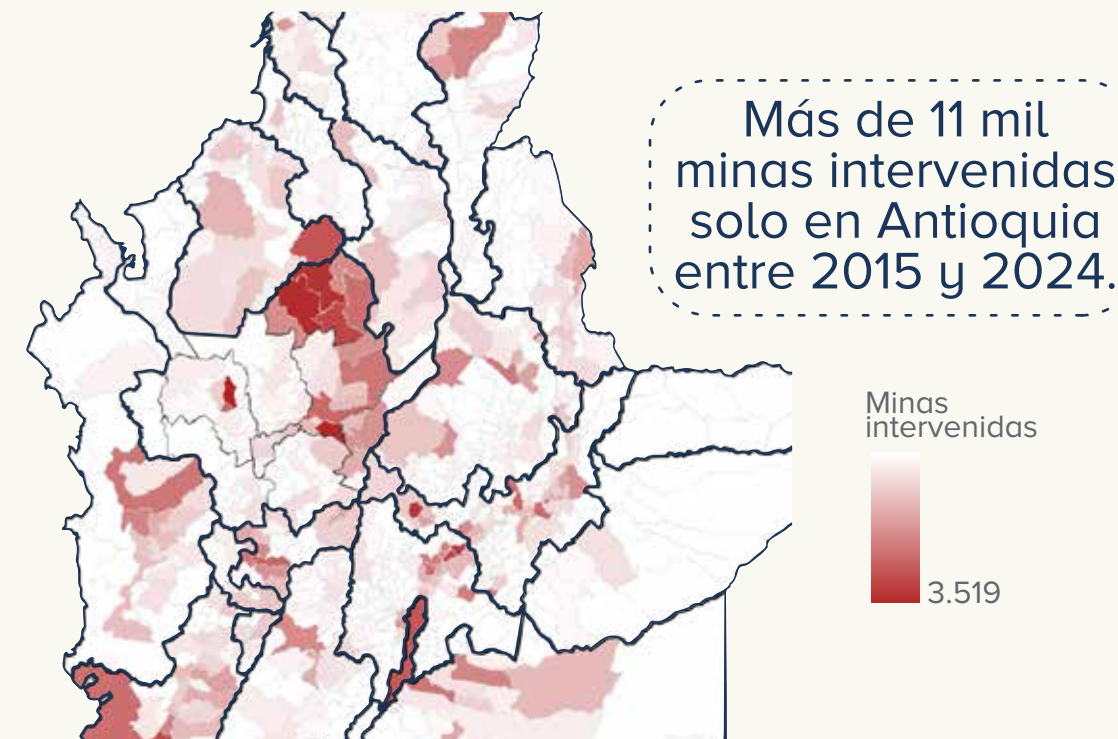 Más de 11 mil
minas intervenidas
solo en Antioquia
entre 2015 y 2024.
Minas
intervenidas
3.519